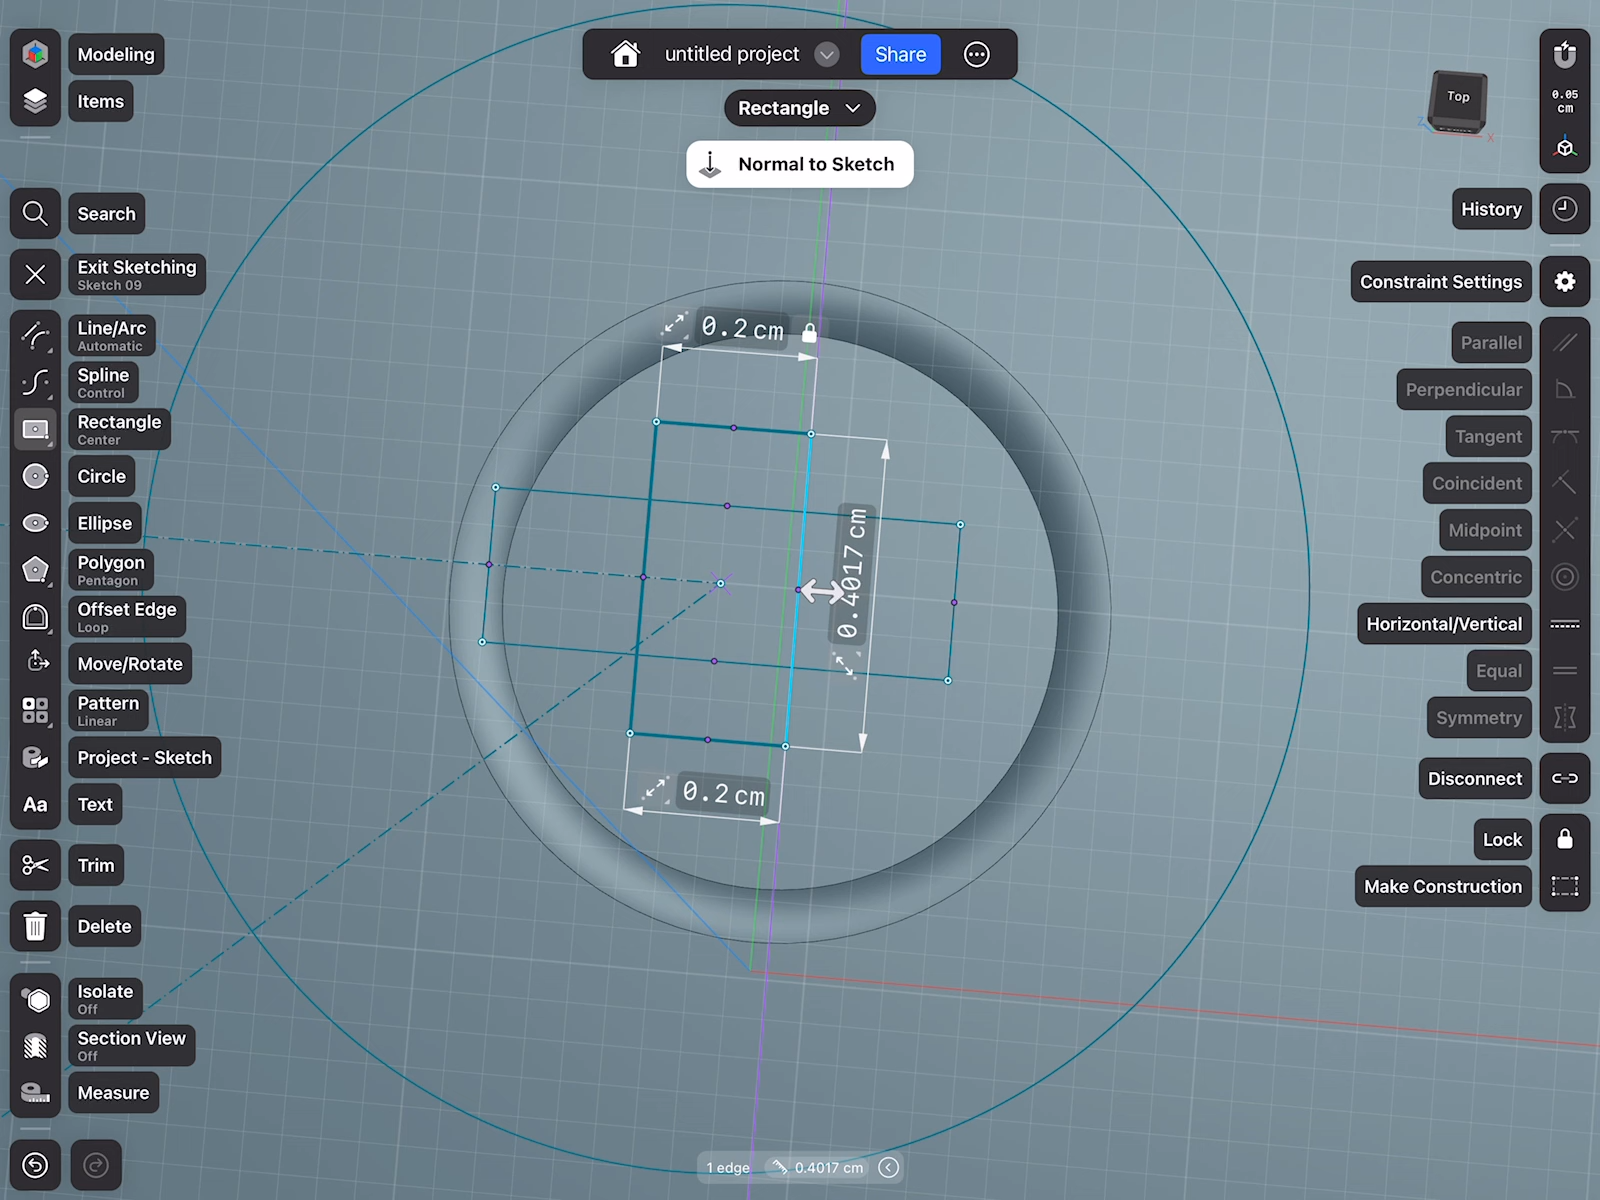 Modeling
Items
untitled project
Share
Rectangle
Normal to Sketch
Top
Z
X
0.05
cm
Search
Exit Sketching
Sketch 09
Line/Arc
Automatic
Spline
Control
Rectangle
Center
Circle
Ellipse
Polygon
Pentagon
Offset Edge
Loop
Move/Rotate
Pattern
Linear
Project - Sketch
Aa
Text
Trim
Delete
Isolate
Off
Section View
Off
Measure
0.2 cm
0.4017 cm
0.2 cm
History
Constraint Settings
Parallel
Perpendicular
Tangent
Coincident
Midpoint
Concentric
Horizontal/Vertical
Equal
Symmetry
Disconnect
Lock
Make Construction
1 edge
0.4017 cm